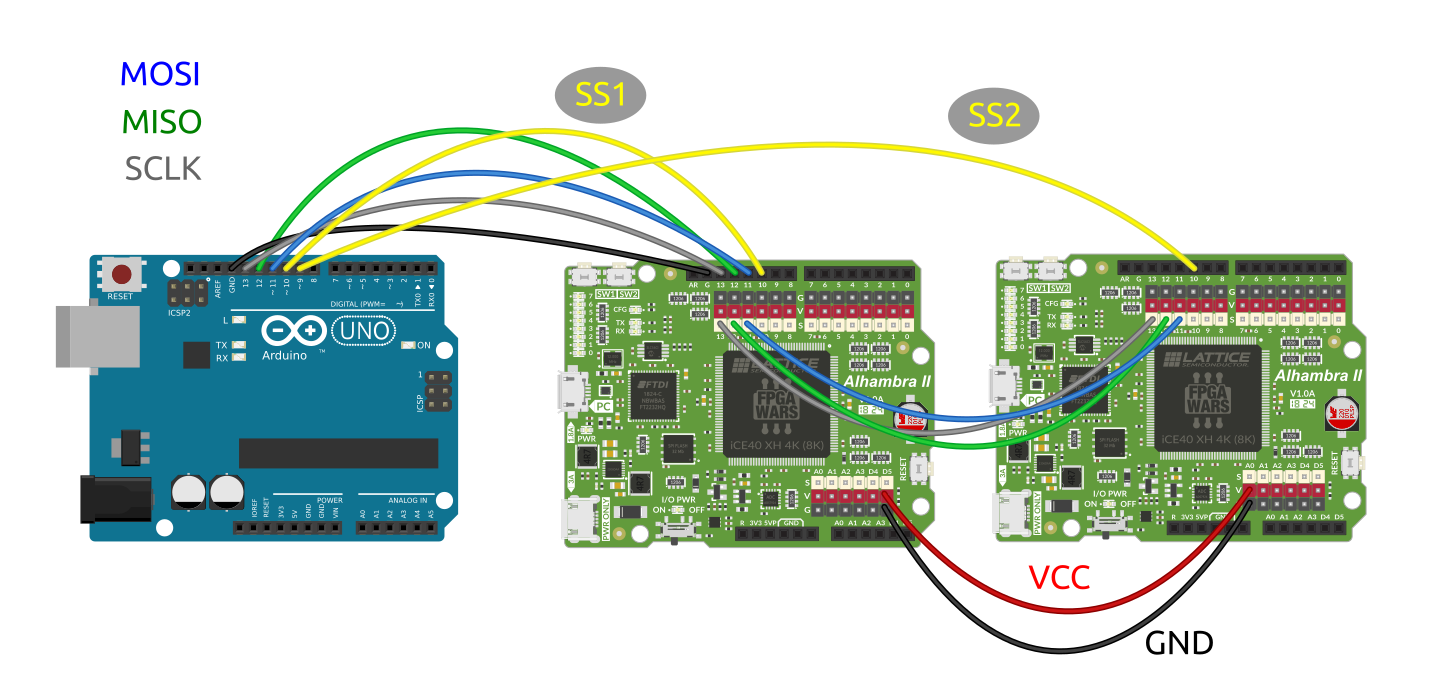 MOSI
MISO
SCLK
SS1
SS2
RESET
ICSP2
AREF
GND
13
12
~11
~10
~9
8
7
~6
~5
4
~3
2
TX0 1
RX0 0
DIGITAL (PWM= ~)
L
TX
RX
Arduino
™
UNO
ON
1
ICSP
IOREF
RESET
3V3
5V
GND
GND
VIN
POWER
ANALOG IN
A0
A1
A2
A3
A4
A5
AR G 13 12 11 10 9 8 7 6 5 4 3 2 1 0
SW1 SW2
CFG
TX
RX
G
V
S
LATTICE
SEMICONDUCTOR
FPGA
WARS
iCE40 XH 4K (8K)
Alhambra II
FTDI
PC
PWR
SPI FLASH
RESET
I/O PWR
ON
OFF
PWR ONLY
A0 A1 A2 A3 D4 D5
S
V
G
R 3V3 5VP GND
A0 A1 A2 A3
AR G 13 12 11 10 9 8 7 6 5 4 3 2 1 0
SW1 SW2
CFG
TX
RX
G
V
S
LATTICE
SEMICONDUCTOR
FPGA
WARS
iCE40 XH 4K (8K)
Alhambra II
V1.0A
FTDI
PC
PWR
SPI FLASH
RESET
I/O PWR
ON
OFF
PWR ONLY
A0 A1 A2 A3 D4 D5
S
V
R 3V3 5VP GND
A0 A1 A2 A3 D4 D5
VCC
GND